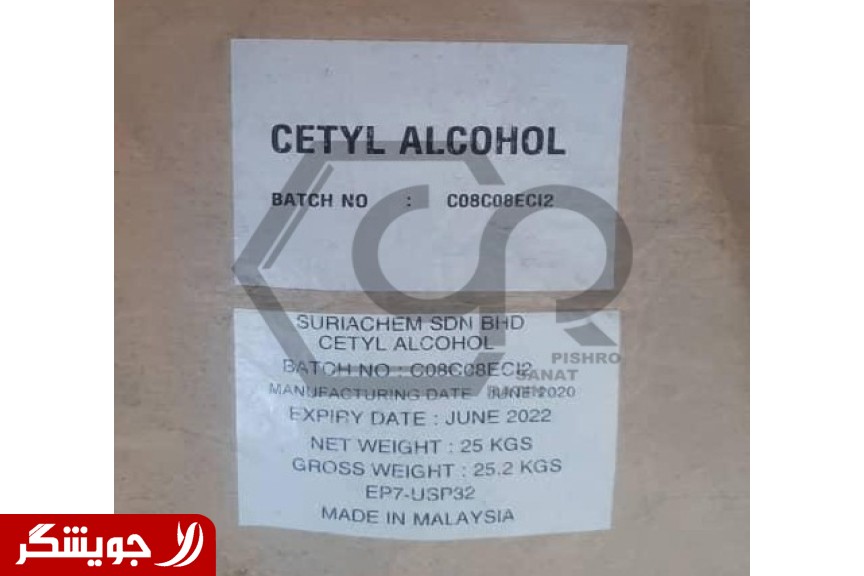 CETYL ALCOHOL
BATCH NO : C08C08ECI2
SURIACHEM SDN BHD
CETYL ALCOHOL
BATCH NO : C08C08ECI2
MANUFACTURING DATE JUNE 2020
EXPIRY DATE : JUNE 2022
NET WEIGHT : 25 KGS
GROSS WEIGHT : 25.2 KGS
EP7-USP32
MADE IN MALAYSIA
PISHRO
SANAT
جویشگر